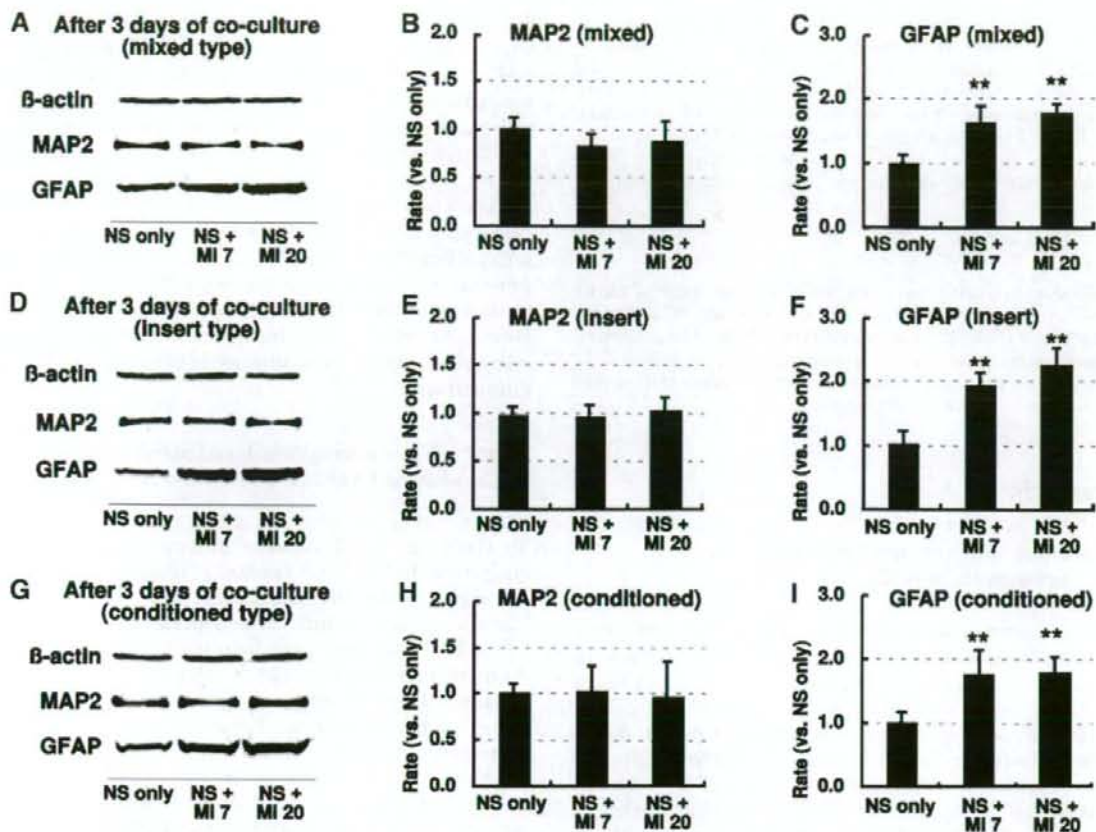 A
After 3 days of co-culture
(mixed type)
ß-actin
MAP2
GFAP
NS only
NS +
MI 7
NS +
MI 20
B
MAP2 (mixed)
Rate (vs. NS only)
2.0
1.5
1.0
0.5
0.0
NS only
NS +
MI 7
NS +
MI 20
C
GFAP (mixed)
Rate (vs. NS only)
3.0
2.0
1.0
0.0
**
**
NS only
NS +
MI 7
NS +
MI 20
D
After 3 days of co-culture
(insert type)
ß-actin
MAP2
GFAP
NS only
NS +
MI 7
NS +
MI 20
E
MAP2 (insert)
Rate (vs. NS only)
2.0
1.5
1.0
0.5
0.0
NS only
NS +
MI 7
NS +
MI 20
F
GFAP (insert)
Rate (vs. NS only)
3.0
2.0
1.0
0.0
**
**
NS only
NS +
MI 7
NS +
MI 20
G
After 3 days of co-culture
(conditioned type)
ß-actin
MAP2
GFAP
NS only
NS +
MI 7
NS +
MI 20
H
MAP2 (conditioned)
Rate (vs. NS only)
2.0
1.5
1.0
0.5
0.0
NS only
NS +
MI 7
NS +
MI 20
I
GFAP (conditioned)
Rate (vs. NS only)
3.0
2.0
1.0
0.0
**
**
NS only
NS +
MI 7
NS +
MI 20